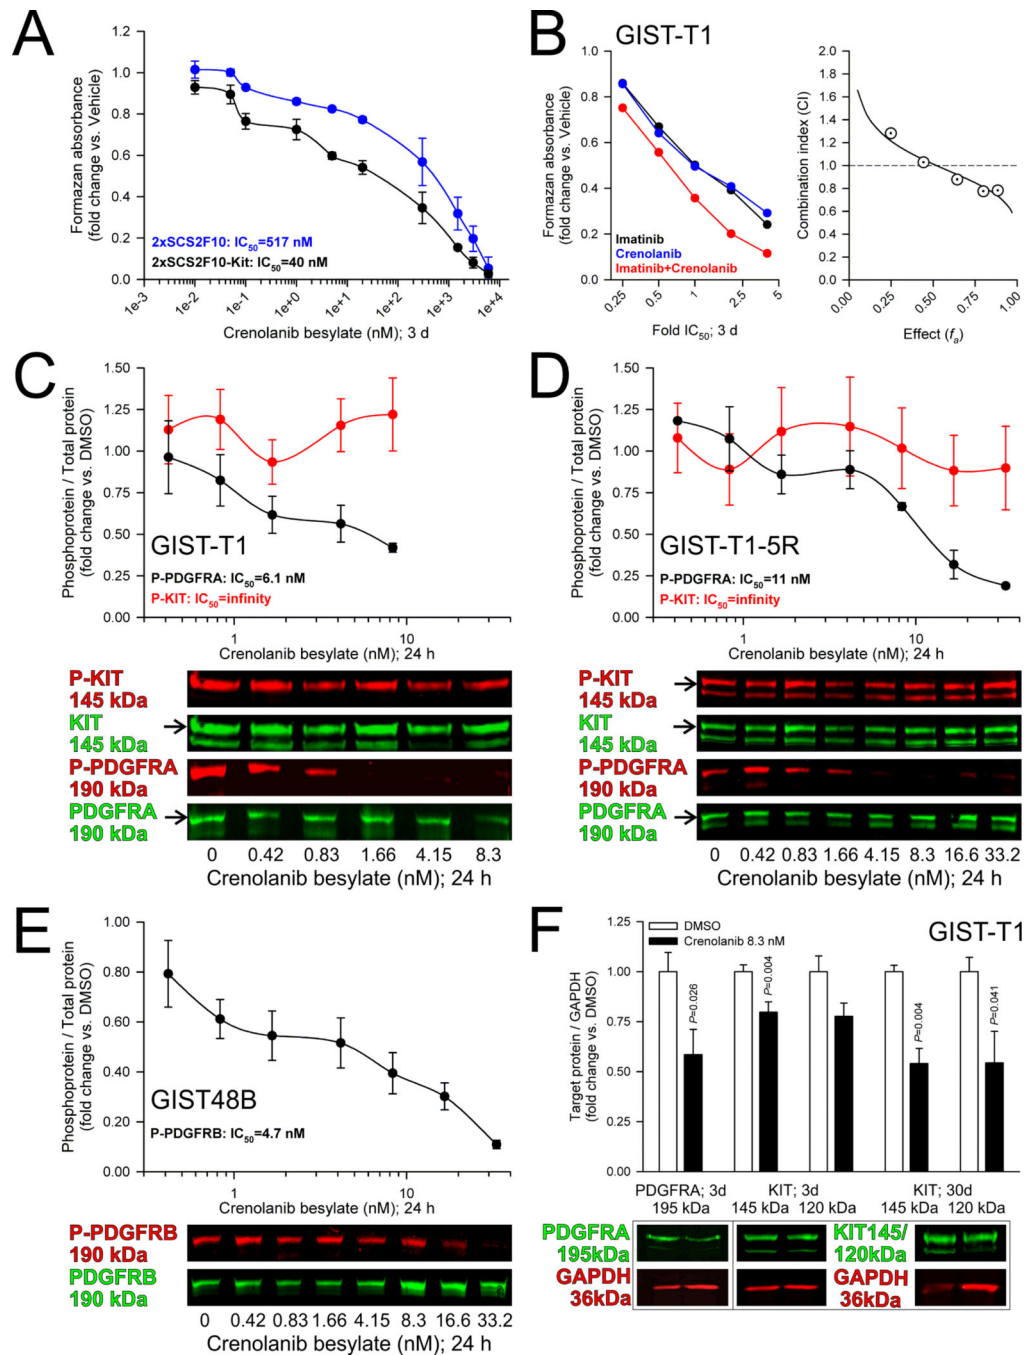 A
Formazan absorbance
(fold change vs. Vehicle)
1.2
1.0
0.8
0.6
0.4
0.2
0.0
2xSCS2F10: IC50=517 nM
2xSCS2F10-Kit: IC50=40 nM
1e-3
1e-2
1e-1
1e+0
1e+1
1e+2
1e+3
1e+4
Crenolanib besylate (nM); 3 d
B
GIST-T1
Formazan absorbance
(fold change vs. Vehicle)
1.0
0.8
0.6
0.4
0.2
0.0
Imatinib
Crenolanib
Imatinib+Crenolanib
0.25
0.5
1
2.5
5
Fold IC50; 3 d
Combination index (CI)
2.0
1.8
1.5
1.3
1.0
0.8
0.6
0.4
0.2
0.0
0.00
0.25
0.50
0.75
1.00
Effect (fa)
C
Phosphoprotein / Total protein
(fold change vs. DMSO)
1.50
1.25
1.00
0.75
0.50
0.25
0.00
GIST-T1
P-PDGFRA: IC50=6.1 nM
P-KIT: IC50=infinity
1 10
Crenolanib besylate (nM); 24 h
P-KIT
145 kDa
KIT
145 kDa
P-PDGFRA
190 kDa
PDGFRA
190 kDa
0 0.42 0.83 1.66 4.15 8.3
Crenolanib besylate (nM); 24 h
D
Phosphoprotein / Total protein
(fold change vs. DMSO)
1.50
1.25
1.00
0.75
0.50
0.25
0.00
GIST-T1-5R
P-PDGFRA: IC50=11 nM
P-KIT: IC50=infinity
1 10
Crenolanib besylate (nM); 24 h
P-KIT
145 kDa
KIT
145 kDa
P-PDGFRA
190 kDa
PDGFRA
190 kDa
0 0.42 0.83 1.66 4.15 8.3 16.6 33.2
Crenolanib besylate (nM); 24 h
E
Phosphoprotein / Total protein
(fold change vs. DMSO)
1.00
0.80
0.60
0.40
0.20
0.00
GIST48B
P-PDGFRB: IC50=4.7 nM
1 10
Crenolanib besylate (nM); 24 h
P-PDGFRB
190 kDa
PDGFRB
190 kDa
0 0.42 0.83 1.66 4.15 8.3 16.6 33.2
Crenolanib besylate (nM); 24 h
F
GIST-T1
DMSO
Crenolanib 8.3 nM
Target protein / GAPDH
(fold change vs. DMSO)
1.25
1.00
0.75
0.50
0.25
0.00
P=0.026
P=0.004
P=0.004
P=0.041
PDGFRA; 3d KIT; 3d KIT; 30d
195 kDa 145 kDa 120 kDa 145 kDa 120 kDa
PDGFRA
195kDa
GAPDH
36kDa
KIT145/
120kDa
GAPDH
36kDa